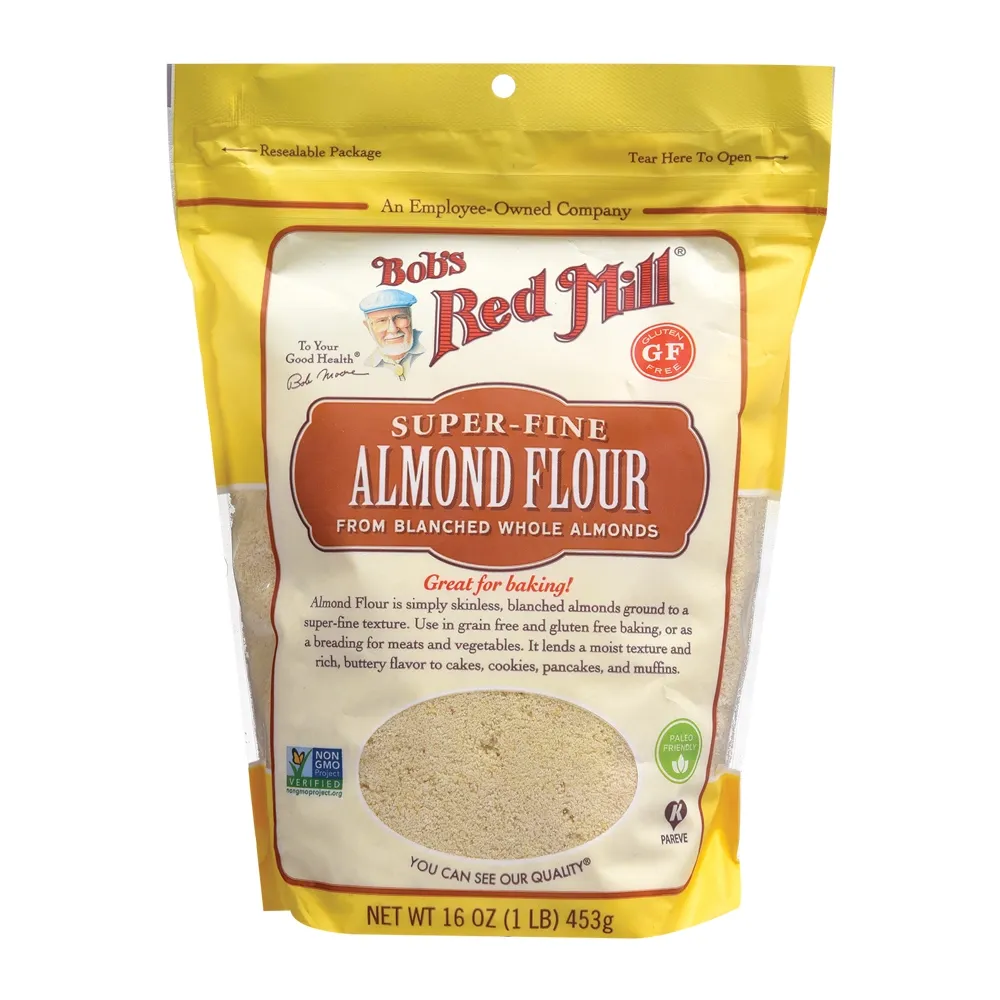 Resealable Package
Tear Here To Open
An Employee-Owned Company
Bob's
Red Mill®
To Your
Good Health®
Bob Moore
GLUTEN
GF
FREE
SUPER-FINE
ALMOND FLOUR
FROM BLANCHED WHOLE ALMONDS
Great for baking!
Almond Flour is simply skinless, blanched almonds ground to a
super-fine texture. Use in grain free and gluten free baking, or as
a breading for meats and vegetables. It lends a moist texture and
rich, buttery flavor to cakes, cookies, pancakes, and muffins.
NON
GMO
Project
VERIFIED
nongmoproject.org
PALEO
FRIENDLY
K
PAREVE
YOU CAN SEE OUR QUALITY®
NET WT 16 OZ (1 LB) 453g